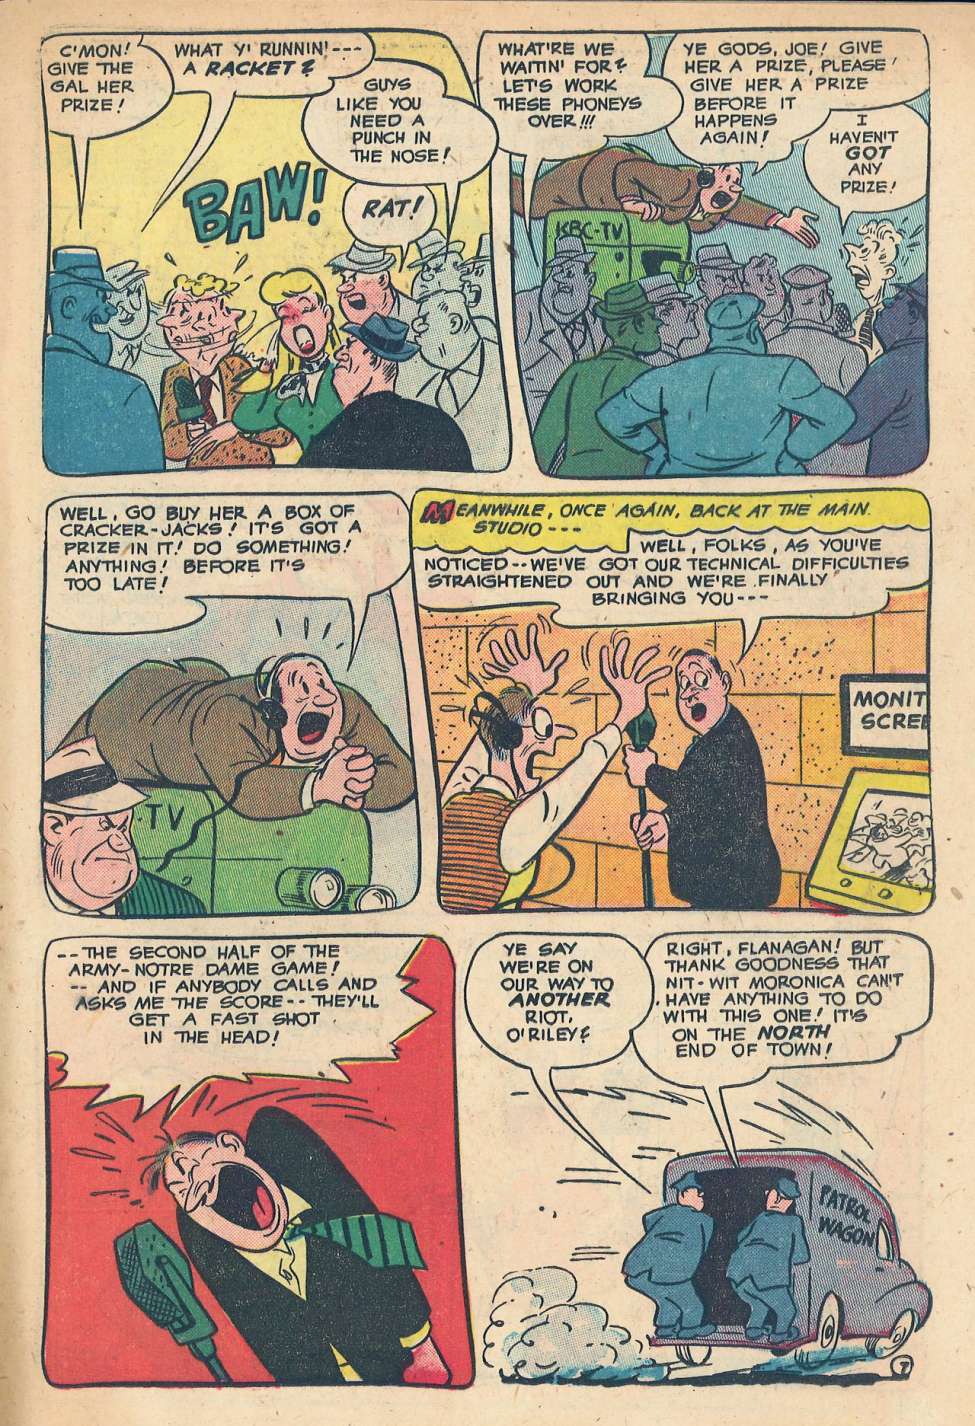 C'MON!
GIVE THE
GAL HER
PRIZE!
WHAT Y' RUNNIN'---
A RACKET?
GUYS
LIKE YOU
NEED A
PUNCH IN
THE NOSE!
BAW!
RAT!
WHAT'RE WE
WAITIN' FOR?
LET'S WORK
THESE PHONEYS
OVER!!!
YE GODS, JOE! GIVE
HER A PRIZE, PLEASE!
GIVE HER A PRIZE
BEFORE IT
HAPPENS
AGAIN!
I
HAVEN'T
GOT
ANY
PRIZE!
KBC-TV
WELL, GO BUY HER A BOX OF
CRACKER-JACKS! IT'S GOT A
PRIZE IN IT! DO SOMETHING!
ANYTHING! BEFORE IT'S
TOO LATE!
-TV
MEANWHILE, ONCE AGAIN, BACK AT THE MAIN
STUDIO---
WELL, FOLKS, AS YOU'VE
NOTICED--WE'VE GOT OUR TECHNICAL DIFFICULTIES
STRAIGHTENED OUT AND WE'RE FINALLY
BRINGING YOU---
MONIT
SCREE
--THE SECOND HALF OF THE
ARMY-NOTRE DAME GAME!
--AND IF ANYBODY CALLS AND
ASKS ME THE SCORE--THEY'LL
GET A FAST SHOT
IN THE HEAD!
YE SAY
WE'RE ON
OUR WAY TO
ANOTHER
RIOT,
O'RILEY?
RIGHT, FLANAGAN! BUT
THANK GOODNESS THAT
NIT-WIT MORONICA CAN'T
HAVE ANYTHING TO DO
WITH THIS ONE! IT'S
ON THE NORTH
END OF TOWN!
PATROL
WAGON
7